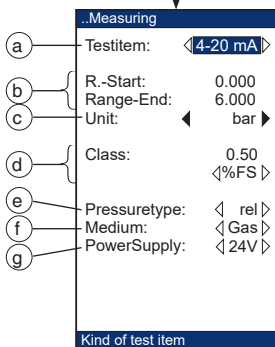 ..Measuring
a Testitem: 4-20 mA
b R.-Start: 0.000
Range-End: 6.000
c Unit: bar
d Class: 0.50
%FS
e Pressuretype: rel
f Medium: Gas
g PowerSupply: 24V
Kind of test item